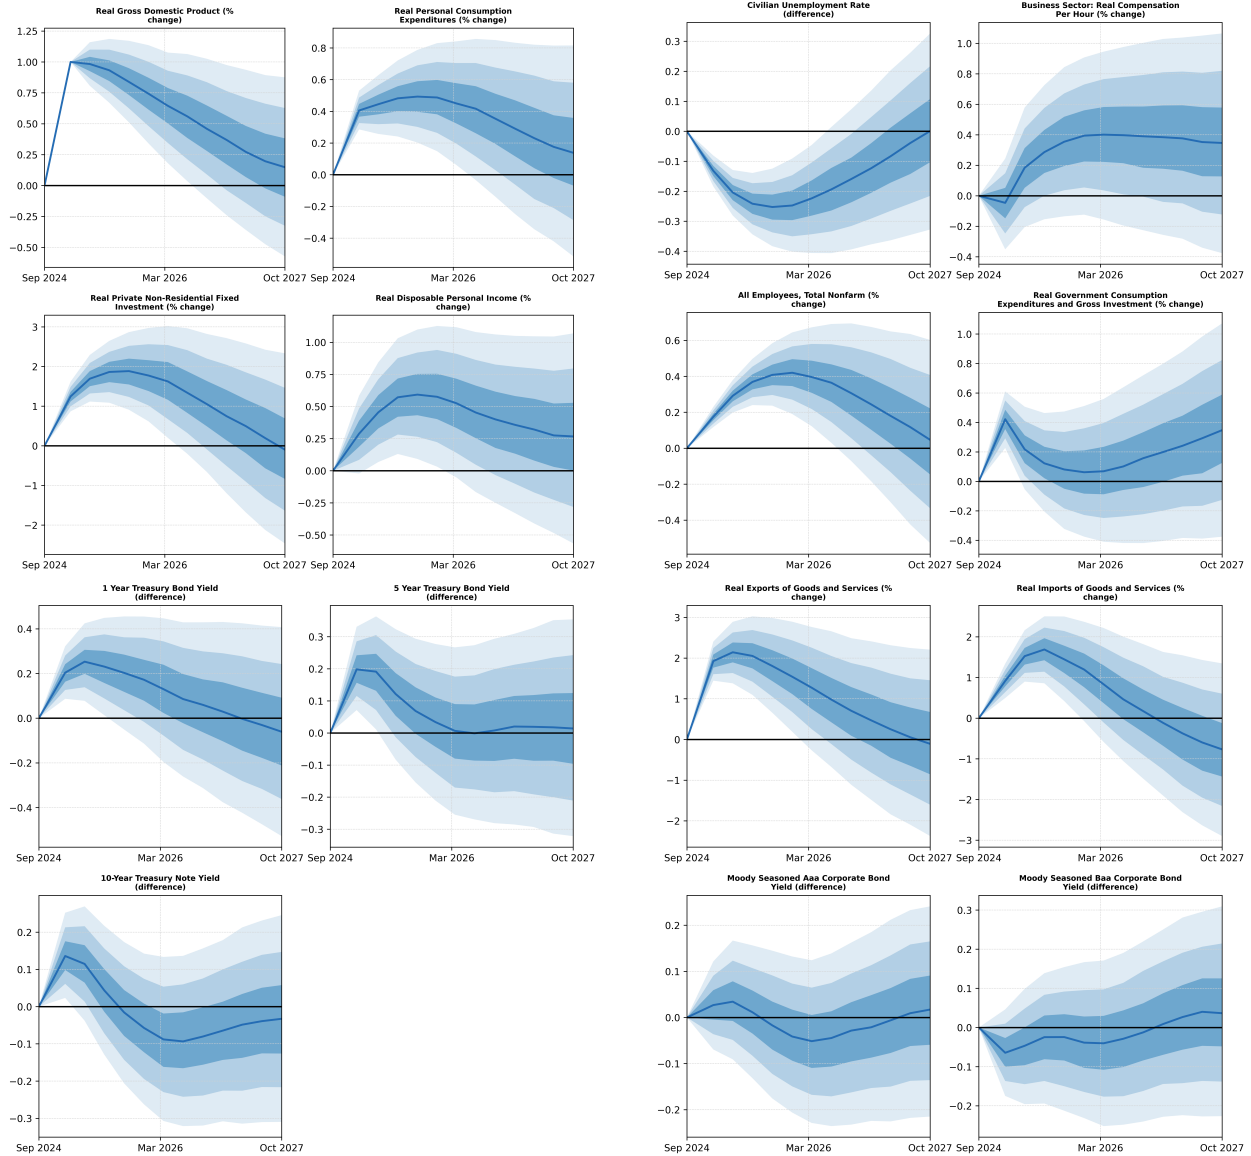 Real Gross Domestic Product (%
change)
1.25
1.00
0.75
0.50
0.25
0.00
−0.25
−0.50
Sep 2024
Mar 2026
Oct 2027
Real Personal Consumption
Expenditures (% change)
0.8
0.6
0.4
0.2
0.0
−0.2
−0.4
Sep 2024
Mar 2026
Oct 2027
Civilian Unemployment Rate
(difference)
0.3
0.2
0.1
0.0
−0.1
−0.2
−0.3
−0.4
Sep 2024
Mar 2026
Oct 2027
Business Sector: Real Compensation
Per Hour (% change)
1.0
0.8
0.6
0.4
0.2
0.0
−0.2
−0.4
Sep 2024
Mar 2026
Oct 2027
Real Private Non-Residential Fixed
Investment (% change)
3
2
1
0
−1
−2
Sep 2024
Mar 2026
Oct 2027
Real Disposable Personal Income (%
change)
1.00
0.75
0.50
0.25
0.00
−0.25
−0.50
Sep 2024
Mar 2026
Oct 2027
All Employees, Total Nonfarm (%
change)
0.6
0.4
0.2
0.0
−0.2
−0.4
Sep 2024
Mar 2026
Oct 2027
Real Government Consumption
Expenditures and Gross Investment (% change)
1.0
0.8
0.6
0.4
0.2
0.0
−0.2
−0.4
Sep 2024
Mar 2026
Oct 2027
1 Year Treasury Bond Yield
(difference)
0.4
0.2
0.0
−0.2
−0.4
Sep 2024
Mar 2026
Oct 2027
5 Year Treasury Bond Yield
(difference)
0.3
0.2
0.1
0.0
−0.1
−0.2
−0.3
Sep 2024
Mar 2026
Oct 2027
Real Exports of Goods and Services (%
change)
3
2
1
0
−1
−2
Sep 2024
Mar 2026
Oct 2027
Real Imports of Goods and Services (%
change)
2
1
0
−1
−2
−3
Sep 2024
Mar 2026
Oct 2027
10-Year Treasury Note Yield
(difference)
0.2
0.1
0.0
−0.1
−0.2
−0.3
Sep 2024
Mar 2026
Oct 2027
Moody Seasoned Aaa Corporate Bond
Yield (difference)
0.2
0.1
0.0
−0.1
−0.2
Sep 2024
Mar 2026
Oct 2027
Moody Seasoned Baa Corporate Bond
Yield (difference)
0.3
0.2
0.1
0.0
−0.1
−0.2
Sep 2024
Mar 2026
Oct 2027